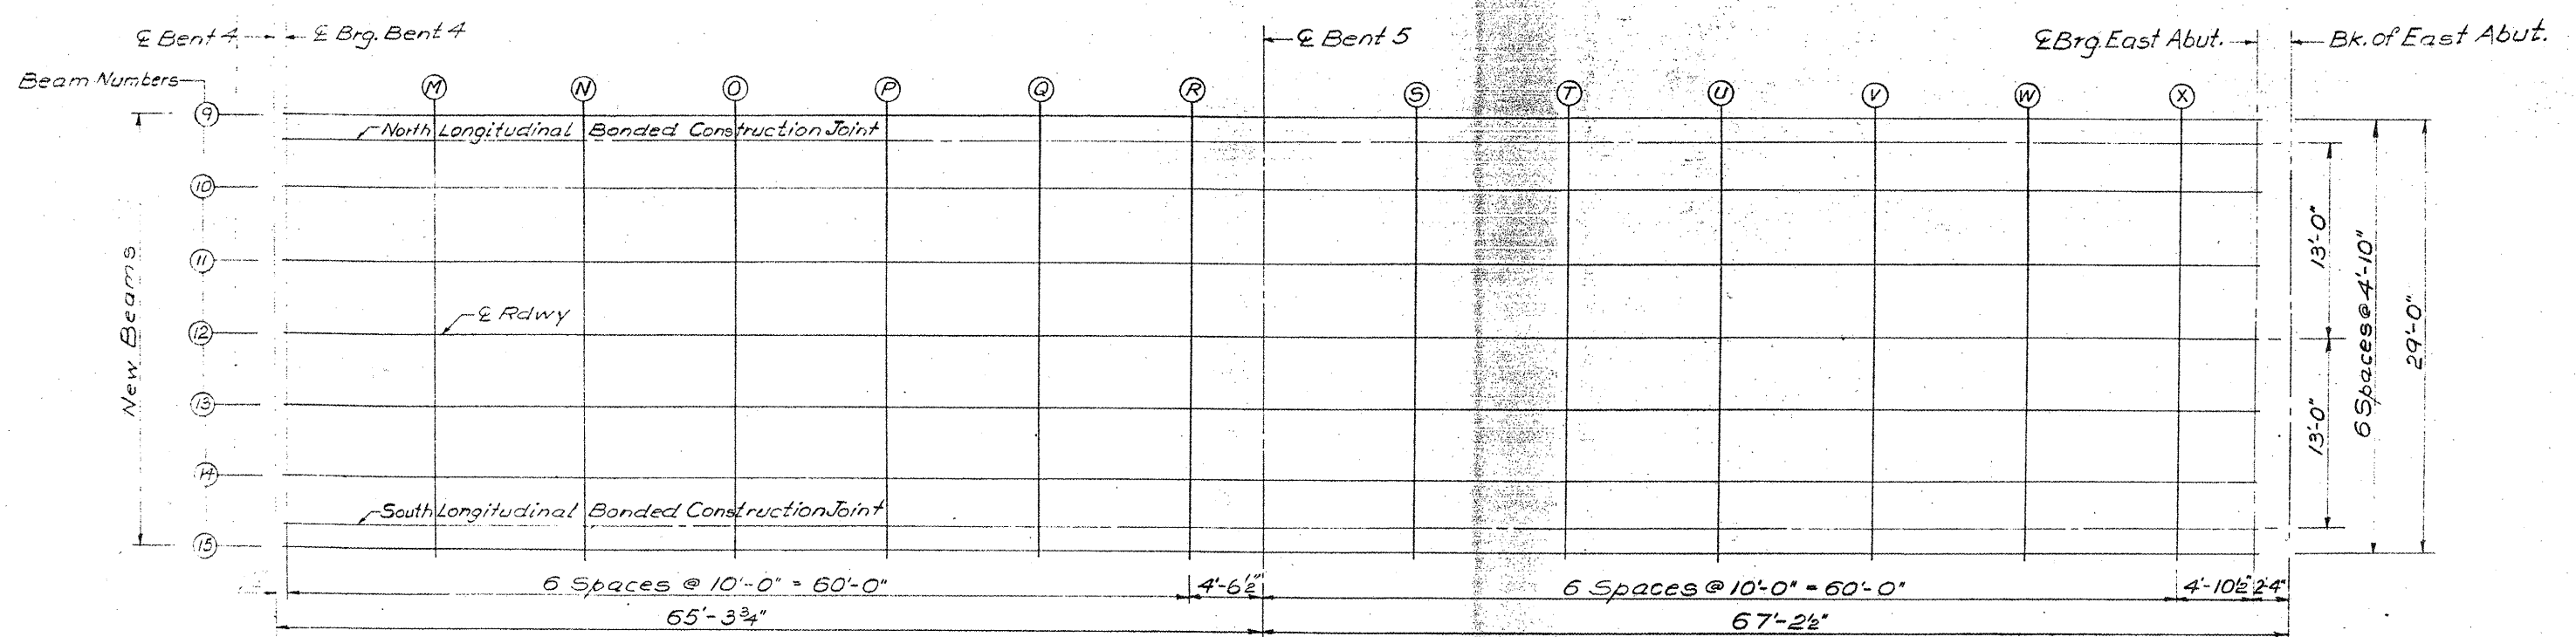 ℄ Bent 4
℄ Brg. Bent 4
℄ Bent 5
℄ Brg. East Abut.
Bk. of East Abut.
Beam Numbers
M N O P Q R S T U V W X
9
North Longitudinal Bonded Construction Joint
10
11
New Beams
12
℄ Rdwy
13
14
South Longitudinal Bonded Construction Joint
15
13'-0"
13'-0"
6 Spaces @ 4'-10"
29'-0"
6 Spaces @ 10'-0" = 60'-0"
4'-6½"
6 Spaces @ 10'-0" = 60'-0"
4'-10½"
2'-4"
65'-3¾"
67'-2½"